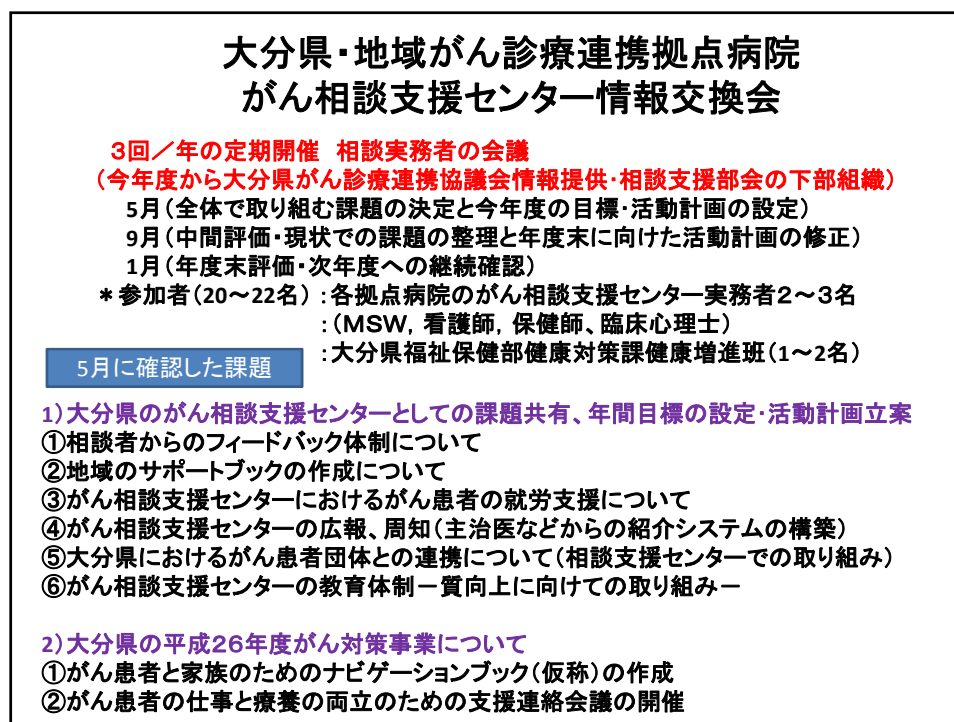 大分県・地域がん診療連携拠点病院
がん相談支援センター情報交換会
３回／年の定期開催　相談実務者の会議
（今年度から大分県がん診療連携協議会情報提供・相談支援部会の下部組織）
5月（全体で取り組む課題の決定と今年度の目標・活動計画の設定）
9月（中間評価・現状での課題の整理と年度末に向けた活動計画の修正）
1月（年度末評価・次年度への継続確認）
＊参加者（20～22名）：各拠点病院のがん相談支援センター実務者２～３名
：（ＭＳＷ，看護師，保健師、臨床心理士）
：大分県福祉保健部健康対策課健康増進班（1～2名）
5月に確認した課題
1）大分県のがん相談支援センターとしての課題共有、年間目標の設定・活動計画立案
①相談者からのフィードバック体制について
②地域のサポートブックの作成について
③がん相談支援センターにおけるがん患者の就労支援について
④がん相談支援センターの広報、周知（主治医などからの紹介システムの構築）
⑤大分県におけるがん患者団体との連携について（相談支援センターでの取り組み）
⑥がん相談支援センターの教育体制－質向上に向けての取り組み－
2）大分県の平成２６年度がん対策事業について
①がん患者と家族のためのナビゲーションブック（仮称）の作成
②がん患者の仕事と療養の両立のための支援連絡会議の開催